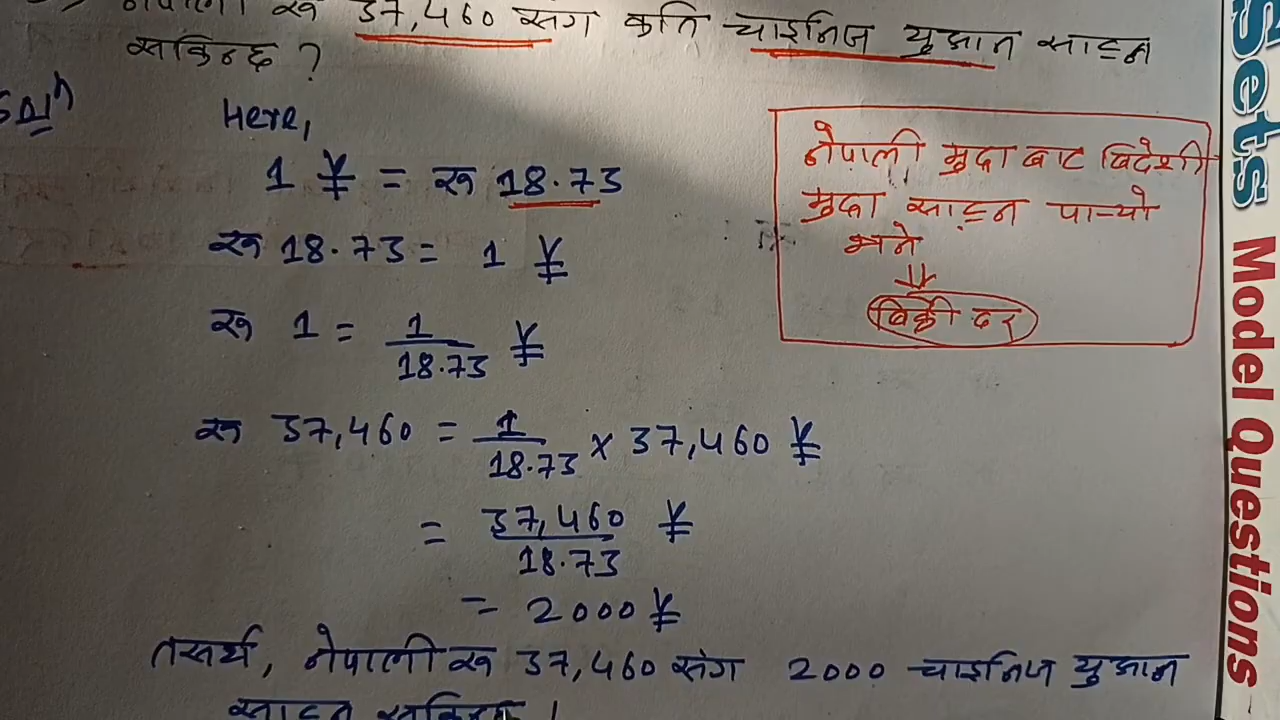 नेपाली रू 37,460 संग कति चाइनिज युआन साट्न
सकिन्छ ?
Solⁿ
Here,
1 ¥ = रू 18.73
रू 18.73 = 1 ¥
रू 1 = 1/18.73 ¥
रू 37,460 = 1/18.73 × 37,460 ¥
= 37,460/18.73 ¥
= 2000 ¥
तसर्थ, नेपाली रू 37,460 संग 2000 चाइनिज युआन
साट्न सकिन्छ ।
नेपाली मुद्रा बाट विदेशी
मुद्रा साट्न पार्‍यो
भने
⇓
बिक्री दर
Sets Model Questions -